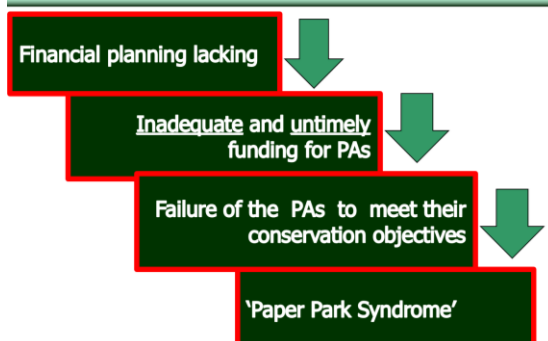 Financial planning lacking
Inadequate and untimely
funding for PAs
Failure of the PAs to meet their
conservation objectives
‘Paper Park Syndrome’